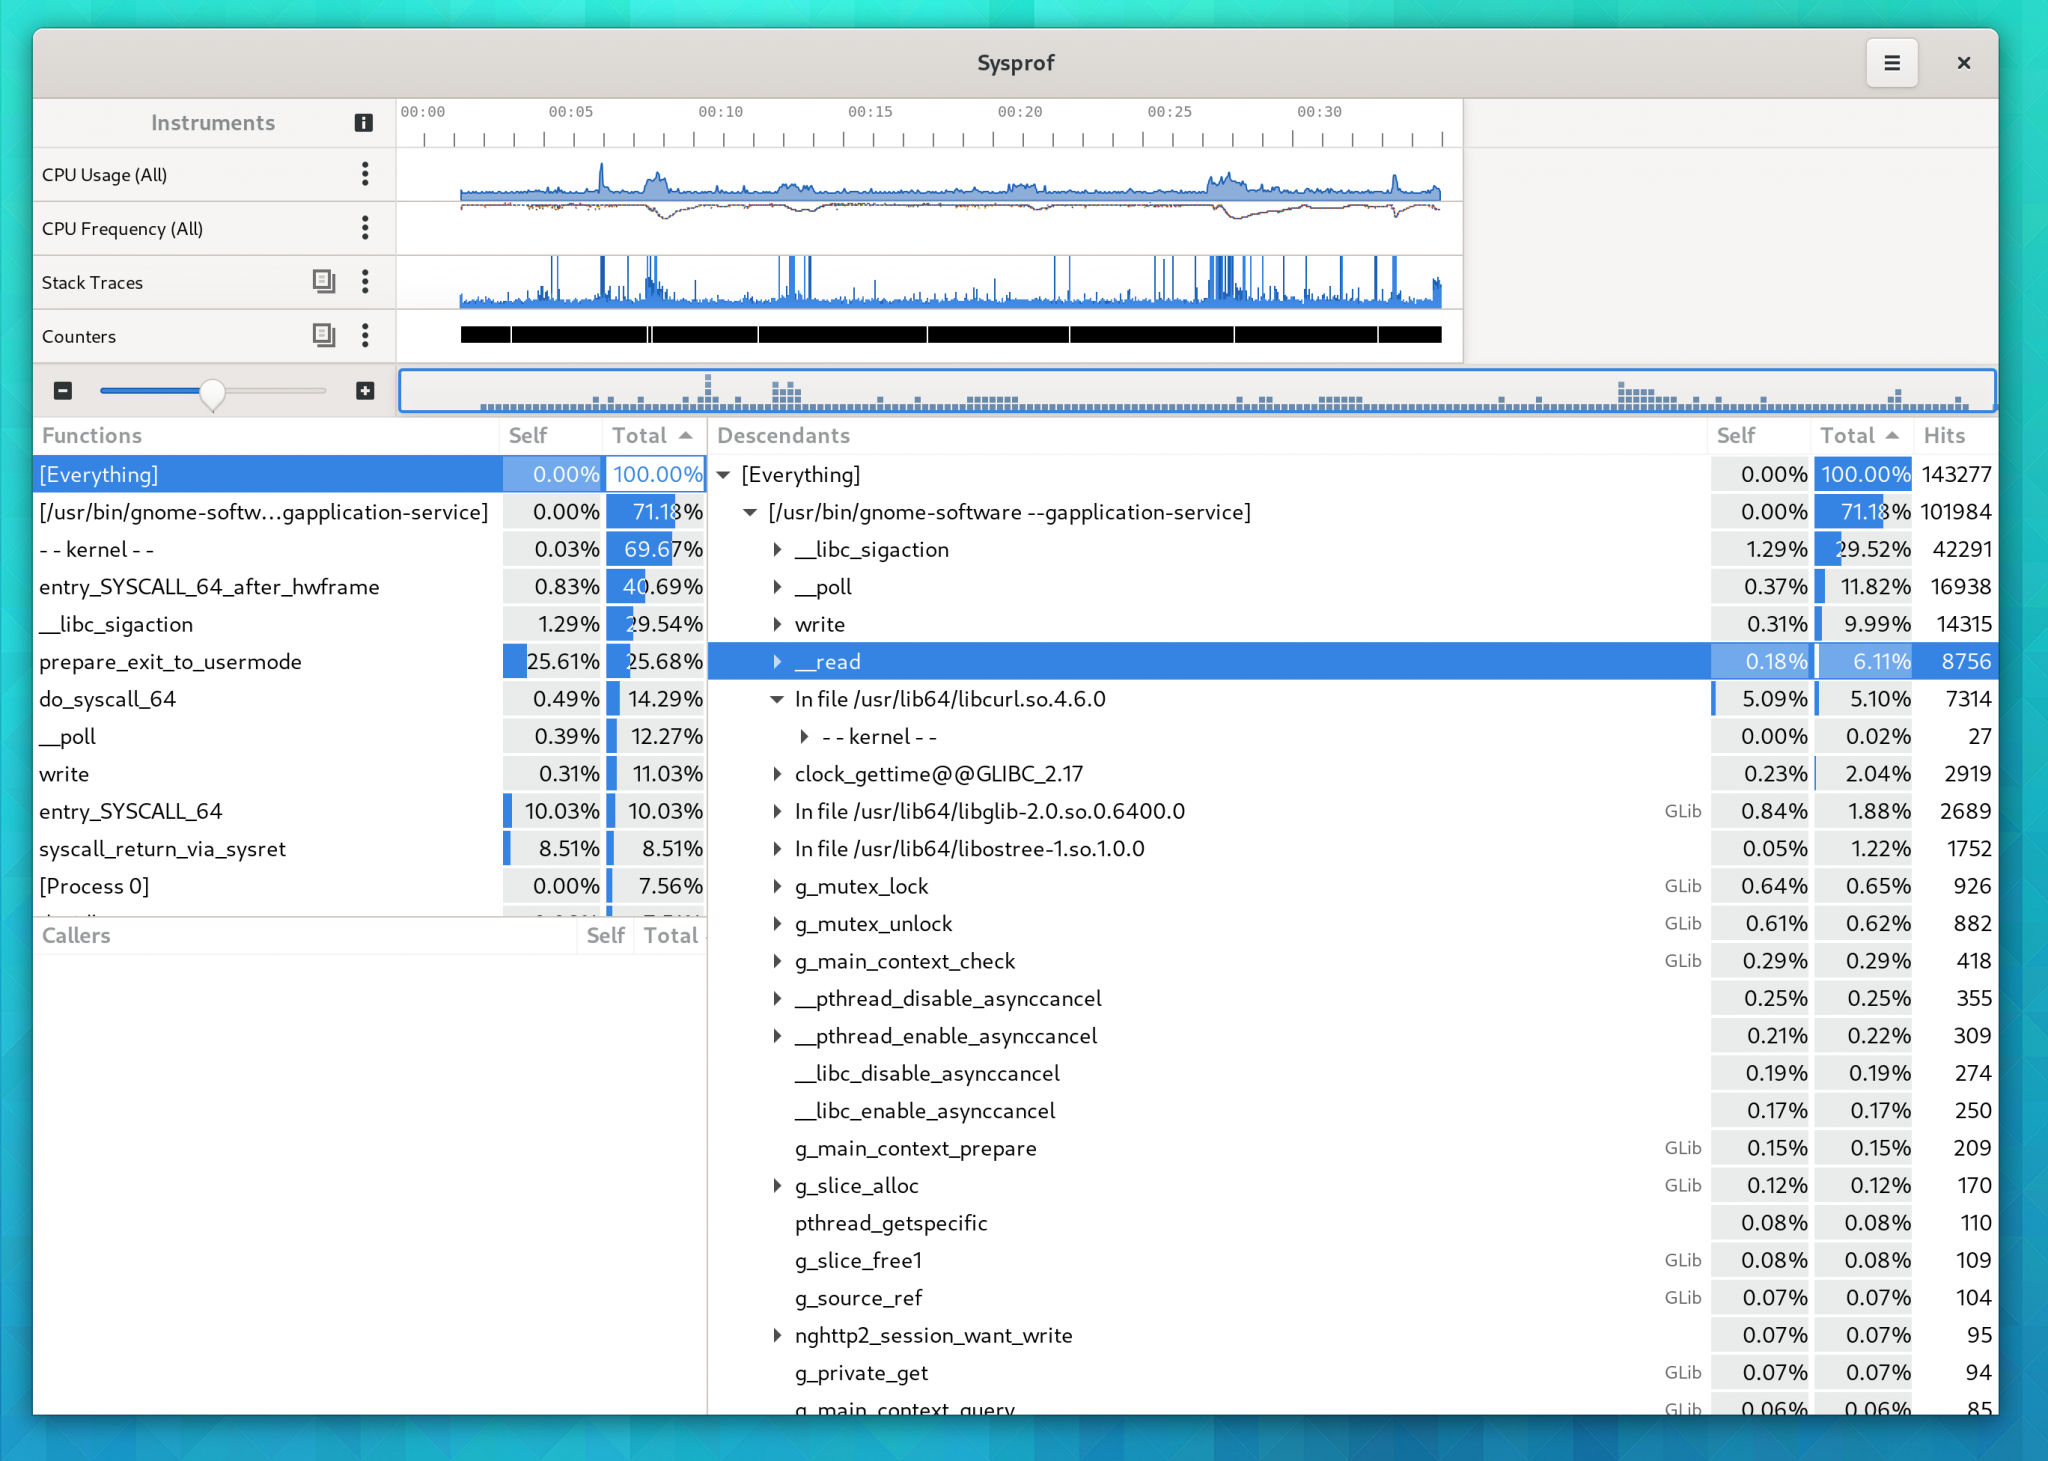 Sysprof
Instruments
00:00 00:05 00:10 00:15 00:20 00:25 00:30
CPU Usage (All)
CPU Frequency (All)
Stack Traces
Counters
Functions Self Total
[Everything] 0.00% 100.00%
[/usr/bin/gnome-softw…gapplication-service] 0.00% 71.18%
- - kernel - - 0.03% 69.67%
entry_SYSCALL_64_after_hwframe 0.83% 40.69%
__libc_sigaction 1.29% 29.54%
prepare_exit_to_usermode 25.61% 25.68%
do_syscall_64 0.49% 14.29%
__poll 0.39% 12.27%
write 0.31% 11.03%
entry_SYSCALL_64 10.03% 10.03%
syscall_return_via_sysret 8.51% 8.51%
[Process 0] 0.00% 7.56%
Callers Self Total
Descendants Self Total Hits
[Everything] 0.00% 100.00% 143277
[/usr/bin/gnome-software --gapplication-service] 0.00% 71.18% 101984
__libc_sigaction 1.29% 29.52% 42291
__poll 0.37% 11.82% 16938
write 0.31% 9.99% 14315
__read 0.18% 6.11% 8756
In file /usr/lib64/libcurl.so.4.6.0 5.09% 5.10% 7314
- - kernel - - 0.00% 0.02% 27
clock_gettime@@GLIBC_2.17 0.23% 2.04% 2919
In file /usr/lib64/libglib-2.0.so.0.6400.0 GLib 0.84% 1.88% 2689
In file /usr/lib64/libostree-1.so.1.0.0 0.05% 1.22% 1752
g_mutex_lock GLib 0.64% 0.65% 926
g_mutex_unlock GLib 0.61% 0.62% 882
g_main_context_check GLib 0.29% 0.29% 418
__pthread_disable_asynccancel 0.25% 0.25% 355
__pthread_enable_asynccancel 0.21% 0.22% 309
__libc_disable_asynccancel 0.19% 0.19% 274
__libc_enable_asynccancel 0.17% 0.17% 250
g_main_context_prepare GLib 0.15% 0.15% 209
g_slice_alloc GLib 0.12% 0.12% 170
pthread_getspecific 0.08% 0.08% 110
g_slice_free1 GLib 0.08% 0.08% 109
g_source_ref GLib 0.07% 0.07% 104
nghttp2_session_want_write 0.07% 0.07% 95
g_private_get GLib 0.07% 0.07% 94
g_main_context_query GLib 0.06% 0.06% 85